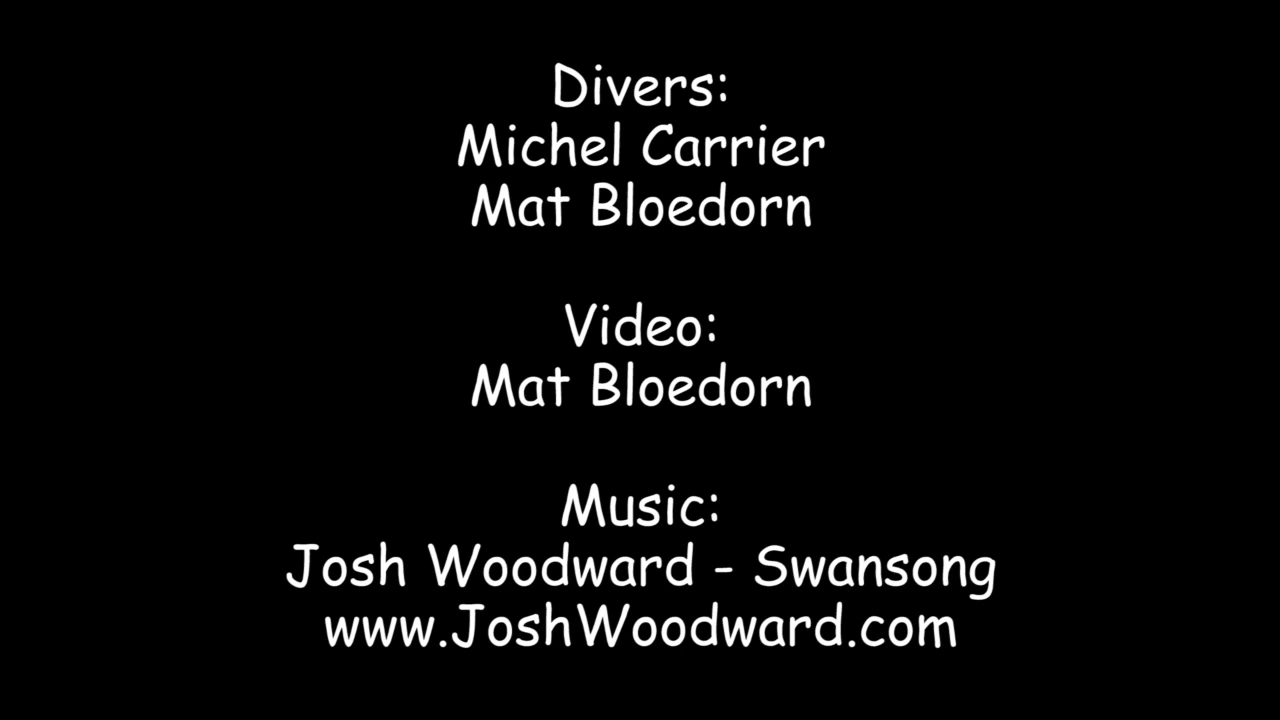 Divers:
Michel Carrier
Mat Bloedorn
Video:
Mat Bloedorn
Music:
Josh Woodward - Swansong
www.JoshWoodward.com